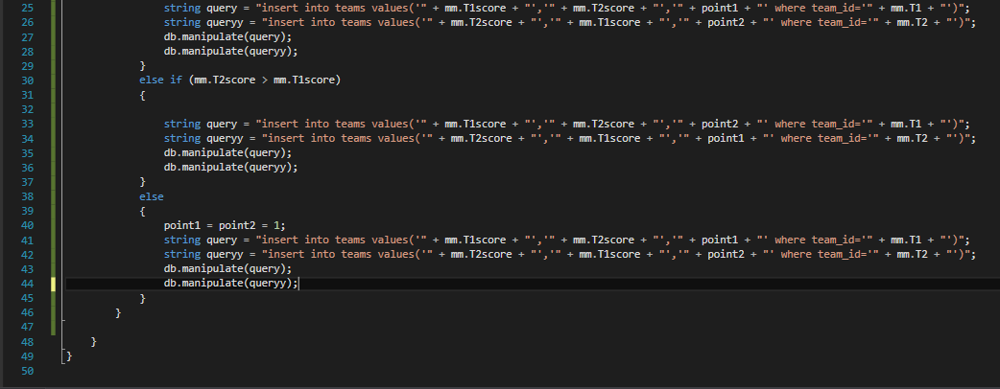 25 string query = "insert into teams values('" + mm.T1score + "','" + mm.T2score + "','" + point1 + "' where team_id='" + mm.T1 + "')";
26 string queryy = "insert into teams values('" + mm.T2score + "','" + mm.T1score + "','" + point2 + "' where team_id='" + mm.T2 + "')";
27 db.manipulate(query);
28 db.manipulate(queryy);
29 }
30 else if (mm.T2score > mm.T1score)
31 {
32
33 string query = "insert into teams values('" + mm.T1score + "','" + mm.T2score + "','" + point2 + "' where team_id='" + mm.T1 + "')";
34 string queryy = "insert into teams values('" + mm.T2score + "','" + mm.T1score + "','" + point1 + "' where team_id='" + mm.T2 + "')";
35 db.manipulate(query);
36 db.manipulate(queryy);
37 }
38 else
39 {
40 point1 = point2 = 1;
41 string query = "insert into teams values('" + mm.T1score + "','" + mm.T2score + "','" + point1 + "' where team_id='" + mm.T1 + "')";
42 string queryy = "insert into teams values('" + mm.T2score + "','" + mm.T1score + "','" + point2 + "' where team_id='" + mm.T2 + "')";
43 db.manipulate(query);
44 db.manipulate(queryy);
45 }
46 }
47
48 }
49 }
50